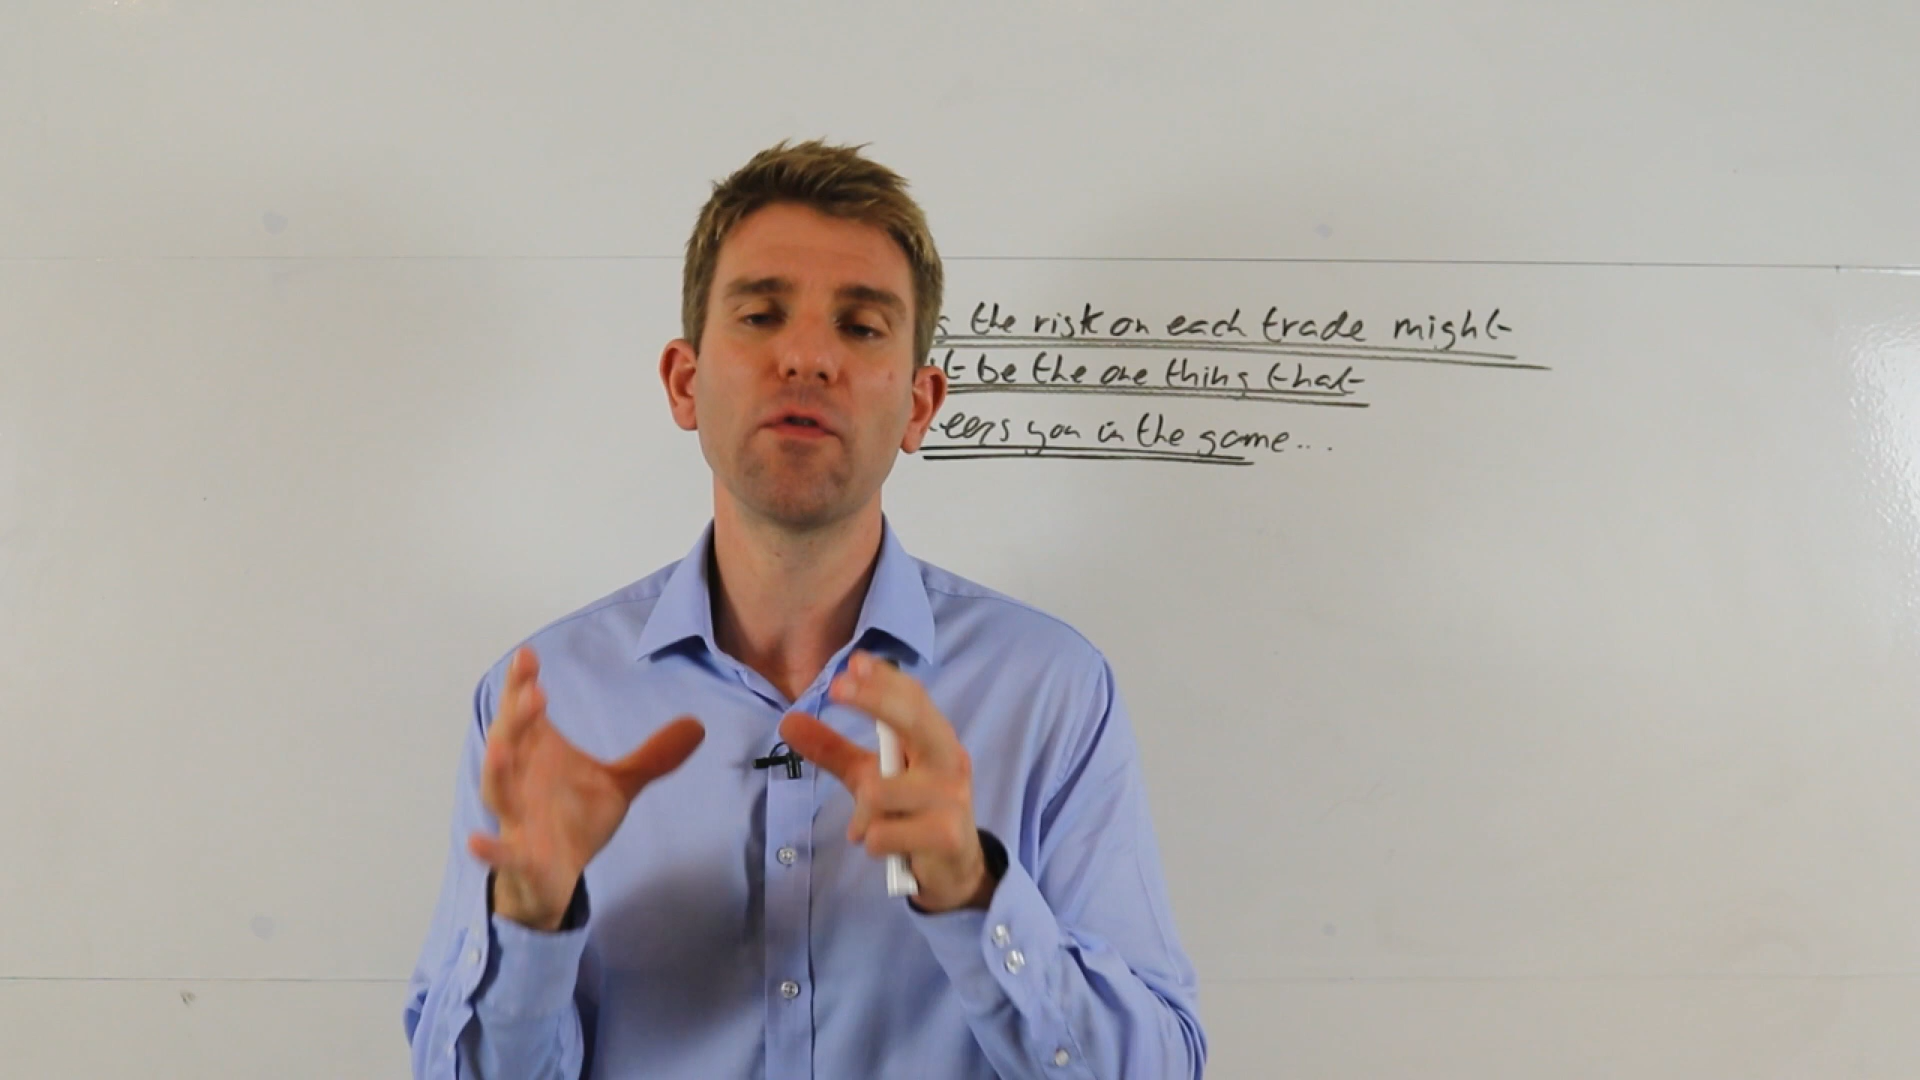 the risk on each trade might
be the one thing that
you in the game...